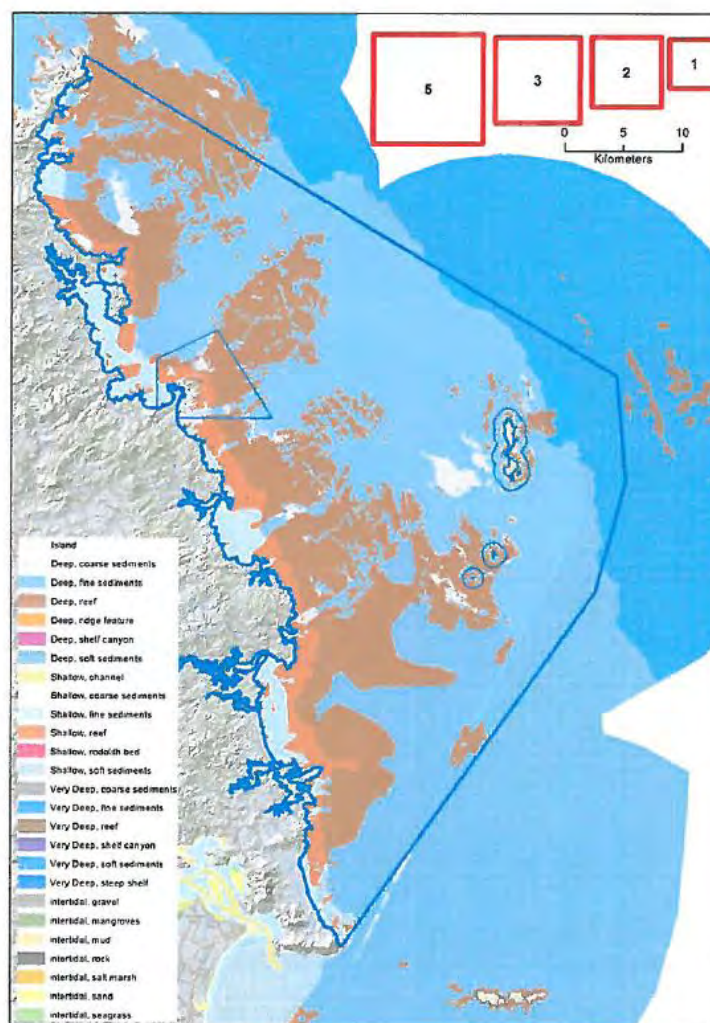 5
3
2
1
0 5 10
Kilometers
Island
Deep, coarse sediments
Deep, fine sediments
Deep, reef
Deep, ridge feature
Deep, shelf canyon
Deep, soft sediments
Shallow, channel
Shallow, coarse sediments
Shallow, fine sediments
Shallow, reef
Shallow, rodolth bed
Shallow, soft sediments
Very Deep, coarse sediments
Very Deep, fine sediments
Very Deep, reef
Very Deep, shelf canyon
Very Deep, soft sediments
Very Deep, steep shelf
intertidal, gravel
intertidal, mangroves
intertidal, mud
intertidal, rock
intertidal, salt marsh
intertidal, sand
intertidal, seagrass